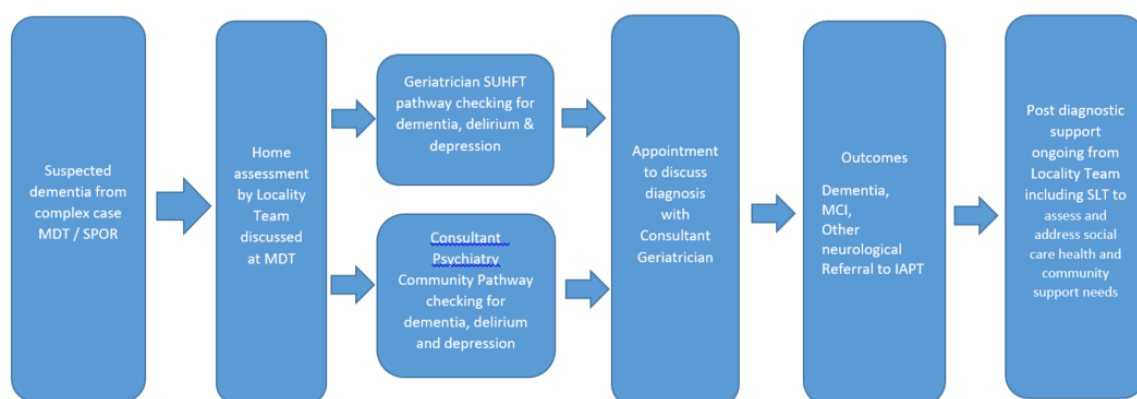 Suspected
dementia from
complex case
MDT / SPOR
Home
assessment
by Locality
Team
discussed
at MDT
Geriatrician SUHFT
pathway checking for
dementia, delirium &
depression
Consultant
Psychiatry
Community Pathway
checking for
dementia, delirium
and depression
Appointment
to discuss
diagnosis
with
Consultant
Geriatrician
Outcomes
Dementia,
MCI,
Other
neurological
Referral to IAPT
Post diagnostic
support
ongoing from
Locality Team
including SLT to
assess and
address social
care health and
community
support needs